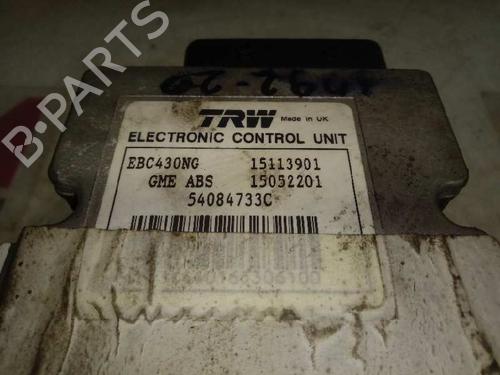 B-PARTS
TRW Made in UK
ELECTRONIC CONTROL UNIT
EBC430NG 15113901
GME ABS 15052201
54084733C